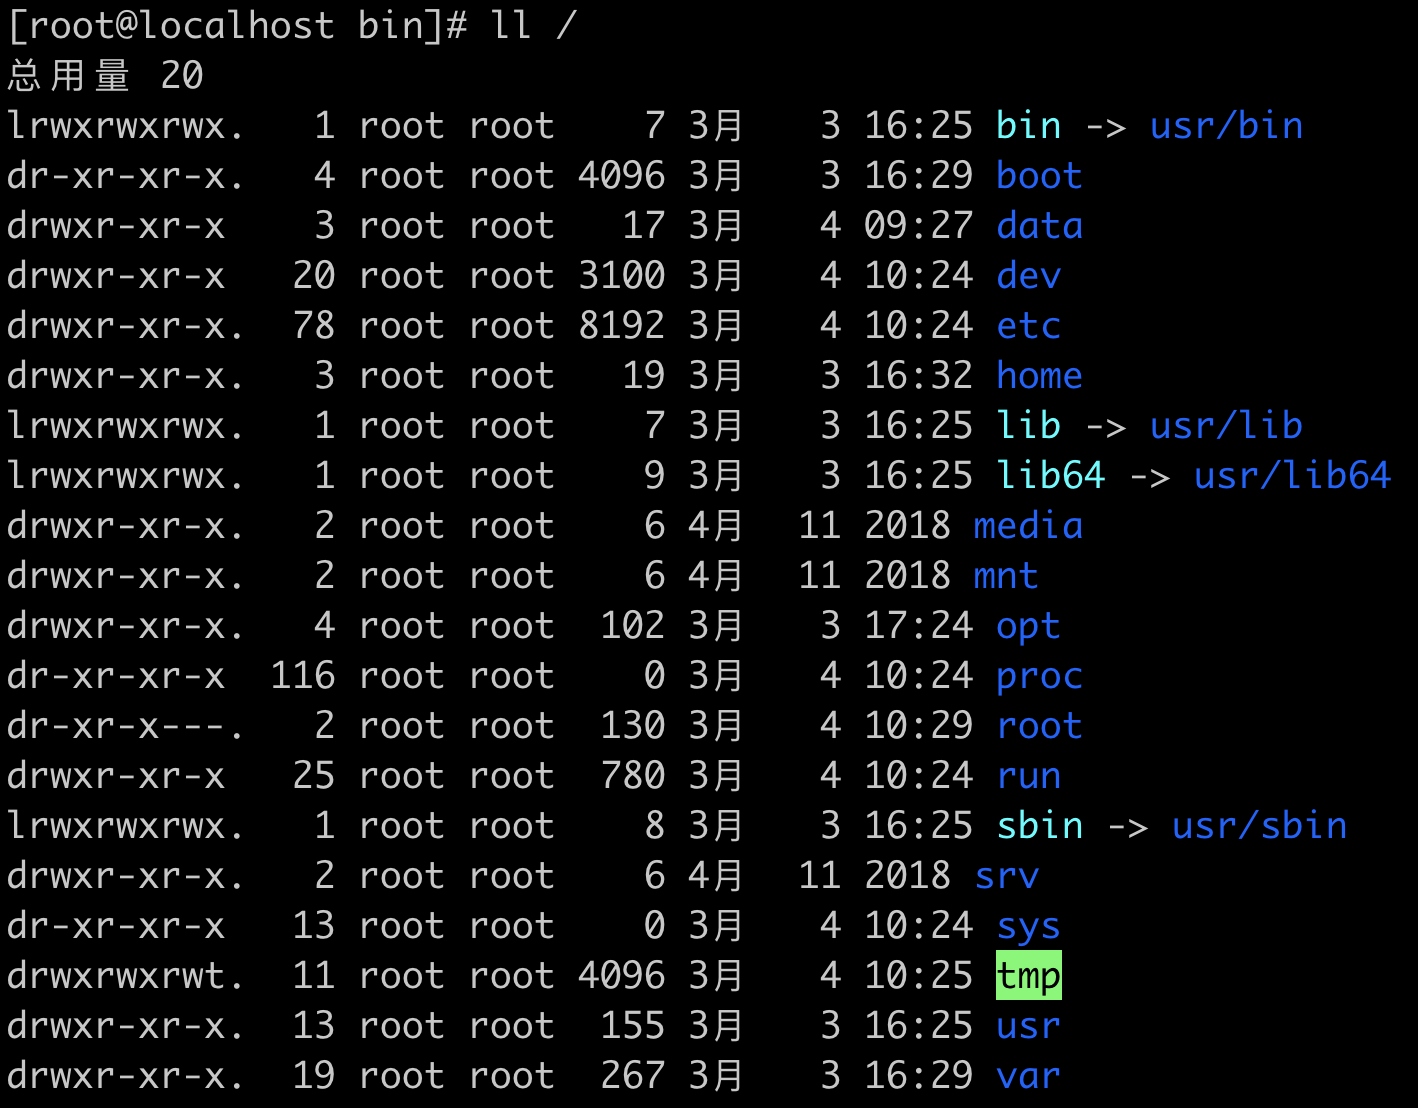 [root@localhost bin]# ll /
总用量 20
lrwxrwxrwx.   1 root root    7 3月   3 16:25 bin -> usr/bin
dr-xr-xr-x.   4 root root 4096 3月   3 16:29 boot
drwxr-xr-x    3 root root   17 3月   4 09:27 data
drwxr-xr-x   20 root root 3100 3月   4 10:24 dev
drwxr-xr-x.  78 root root 8192 3月   4 10:24 etc
drwxr-xr-x.   3 root root   19 3月   3 16:32 home
lrwxrwxrwx.   1 root root    7 3月   3 16:25 lib -> usr/lib
lrwxrwxrwx.   1 root root    9 3月   3 16:25 lib64 -> usr/lib64
drwxr-xr-x.   2 root root    6 4月  11 2018 media
drwxr-xr-x.   2 root root    6 4月  11 2018 mnt
drwxr-xr-x.   4 root root  102 3月   3 17:24 opt
dr-xr-xr-x  116 root root    0 3月   4 10:24 proc
dr-xr-x---.   2 root root  130 3月   4 10:29 root
drwxr-xr-x   25 root root  780 3月   4 10:24 run
lrwxrwxrwx.   1 root root    8 3月   3 16:25 sbin -> usr/sbin
drwxr-xr-x.   2 root root    6 4月  11 2018 srv
dr-xr-xr-x   13 root root    0 3月   4 10:24 sys
drwxrwxrwt.  11 root root 4096 3月   4 10:25 tmp
drwxr-xr-x.  13 root root  155 3月   3 16:25 usr
drwxr-xr-x.  19 root root  267 3月   3 16:29 var